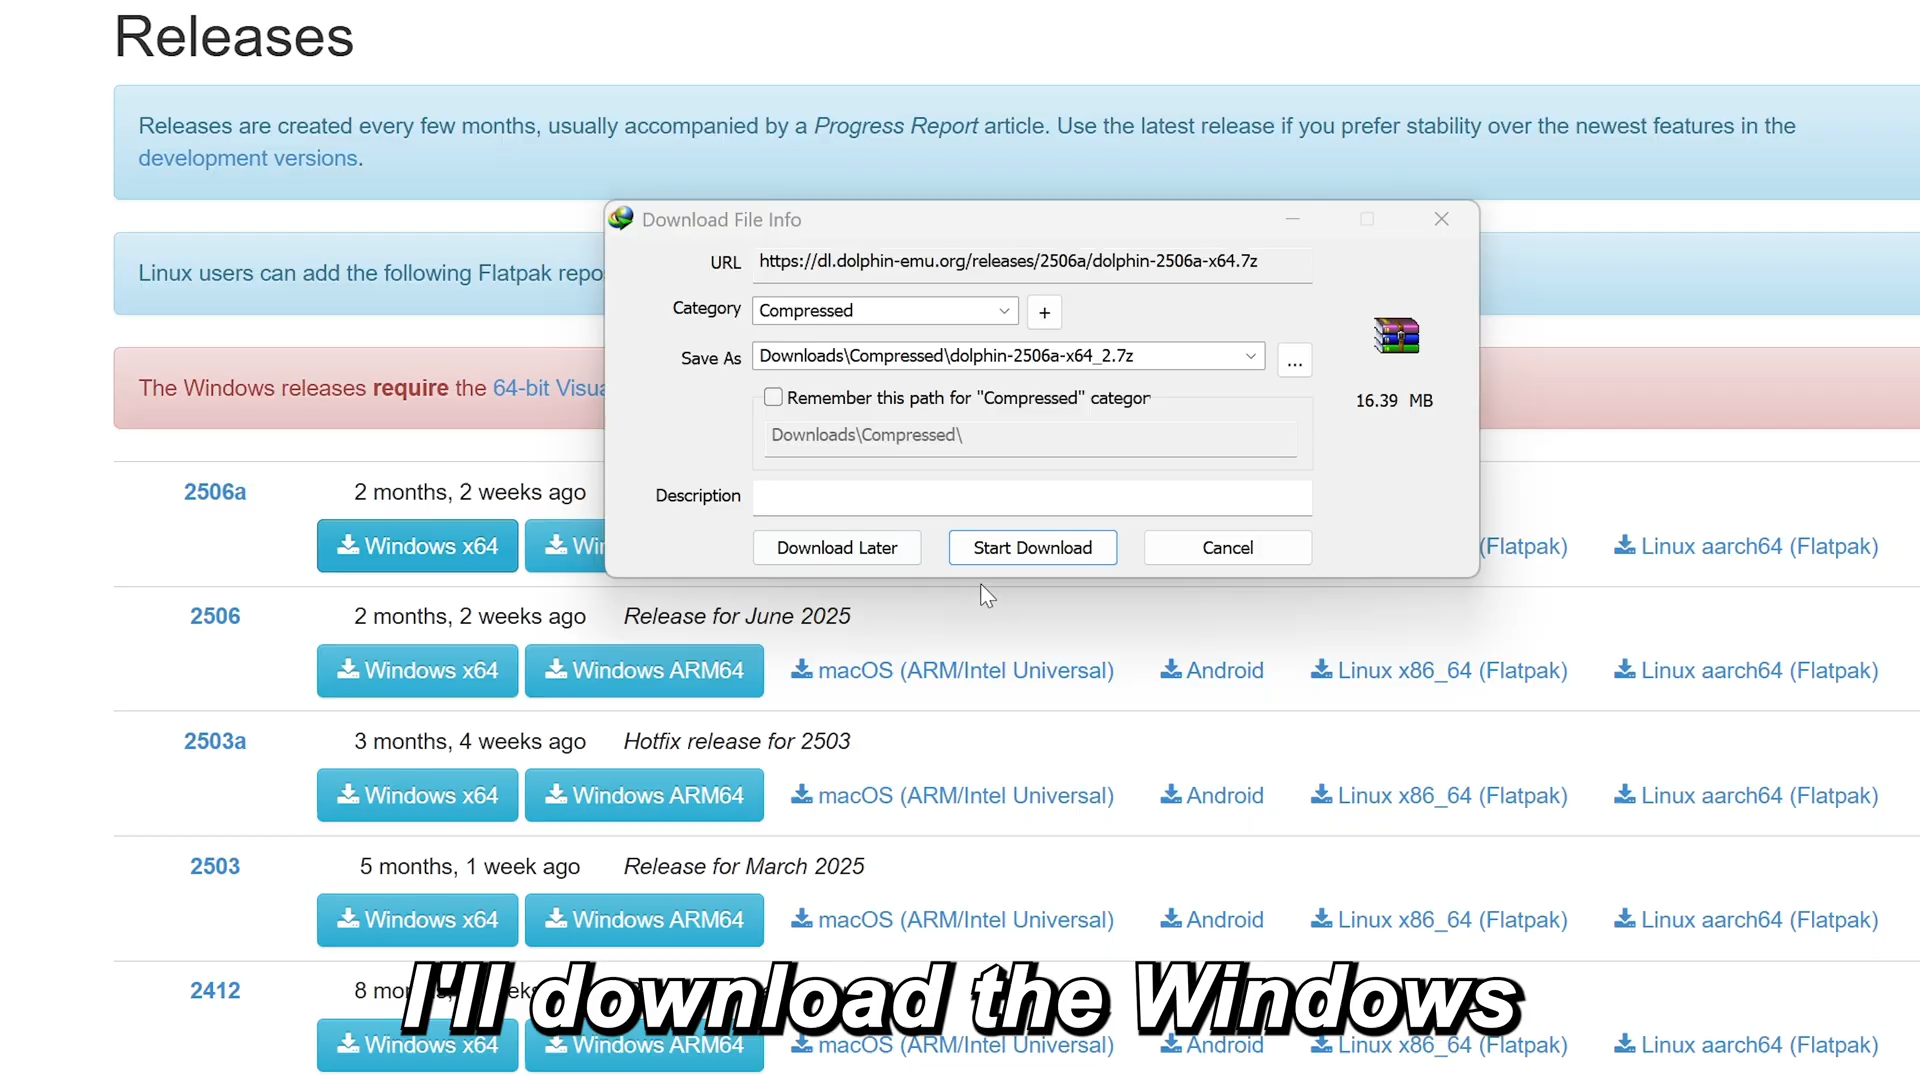 Releases
Releases are created every few months, usually accompanied by a Progress Report article. Use the latest release if you prefer stability over the newest features in the
development versions.
Linux users can add the following Flatpak repo
The Windows releases require the 64-bit Visua
Download File Info
URL https://dl.dolphin-emu.org/releases/2506a/dolphin-2506a-x64.7z
Category Compressed +
Save As Downloads\Compressed\dolphin-2506a-x64_2.7z ...
Remember this path for "Compressed" categor
Downloads\Compressed\
16.39 MB
Description
Download Later Start Download Cancel
2506a 2 months, 2 weeks ago
Windows x64 Wi (Flatpak) Linux aarch64 (Flatpak)
2506 2 months, 2 weeks ago Release for June 2025
Windows x64 Windows ARM64 macOS (ARM/Intel Universal) Android Linux x86_64 (Flatpak) Linux aarch64 (Flatpak)
2503a 3 months, 4 weeks ago Hotfix release for 2503
Windows x64 Windows ARM64 macOS (ARM/Intel Universal) Android Linux x86_64 (Flatpak) Linux aarch64 (Flatpak)
2503 5 months, 1 week ago Release for March 2025
Windows x64 Windows ARM64 macOS (ARM/Intel Universal) Android Linux x86_64 (Flatpak) Linux aarch64 (Flatpak)
2412 8 mo
I'll download the Windows
Windows x64 Windows ARM64 macOS (ARM/Intel Universal) Android Linux x86_64 (Flatpak) Linux aarch64 (Flatpak)